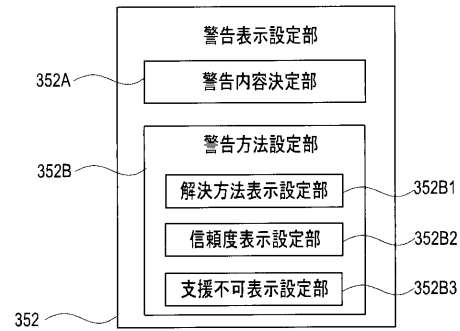 警告表示設定部
352A
警告内容決定部
警告方法設定部
352B
解決方法表示設定部
352B1
信頼度表示設定部
352B2
支援不可表示設定部
352B3
352